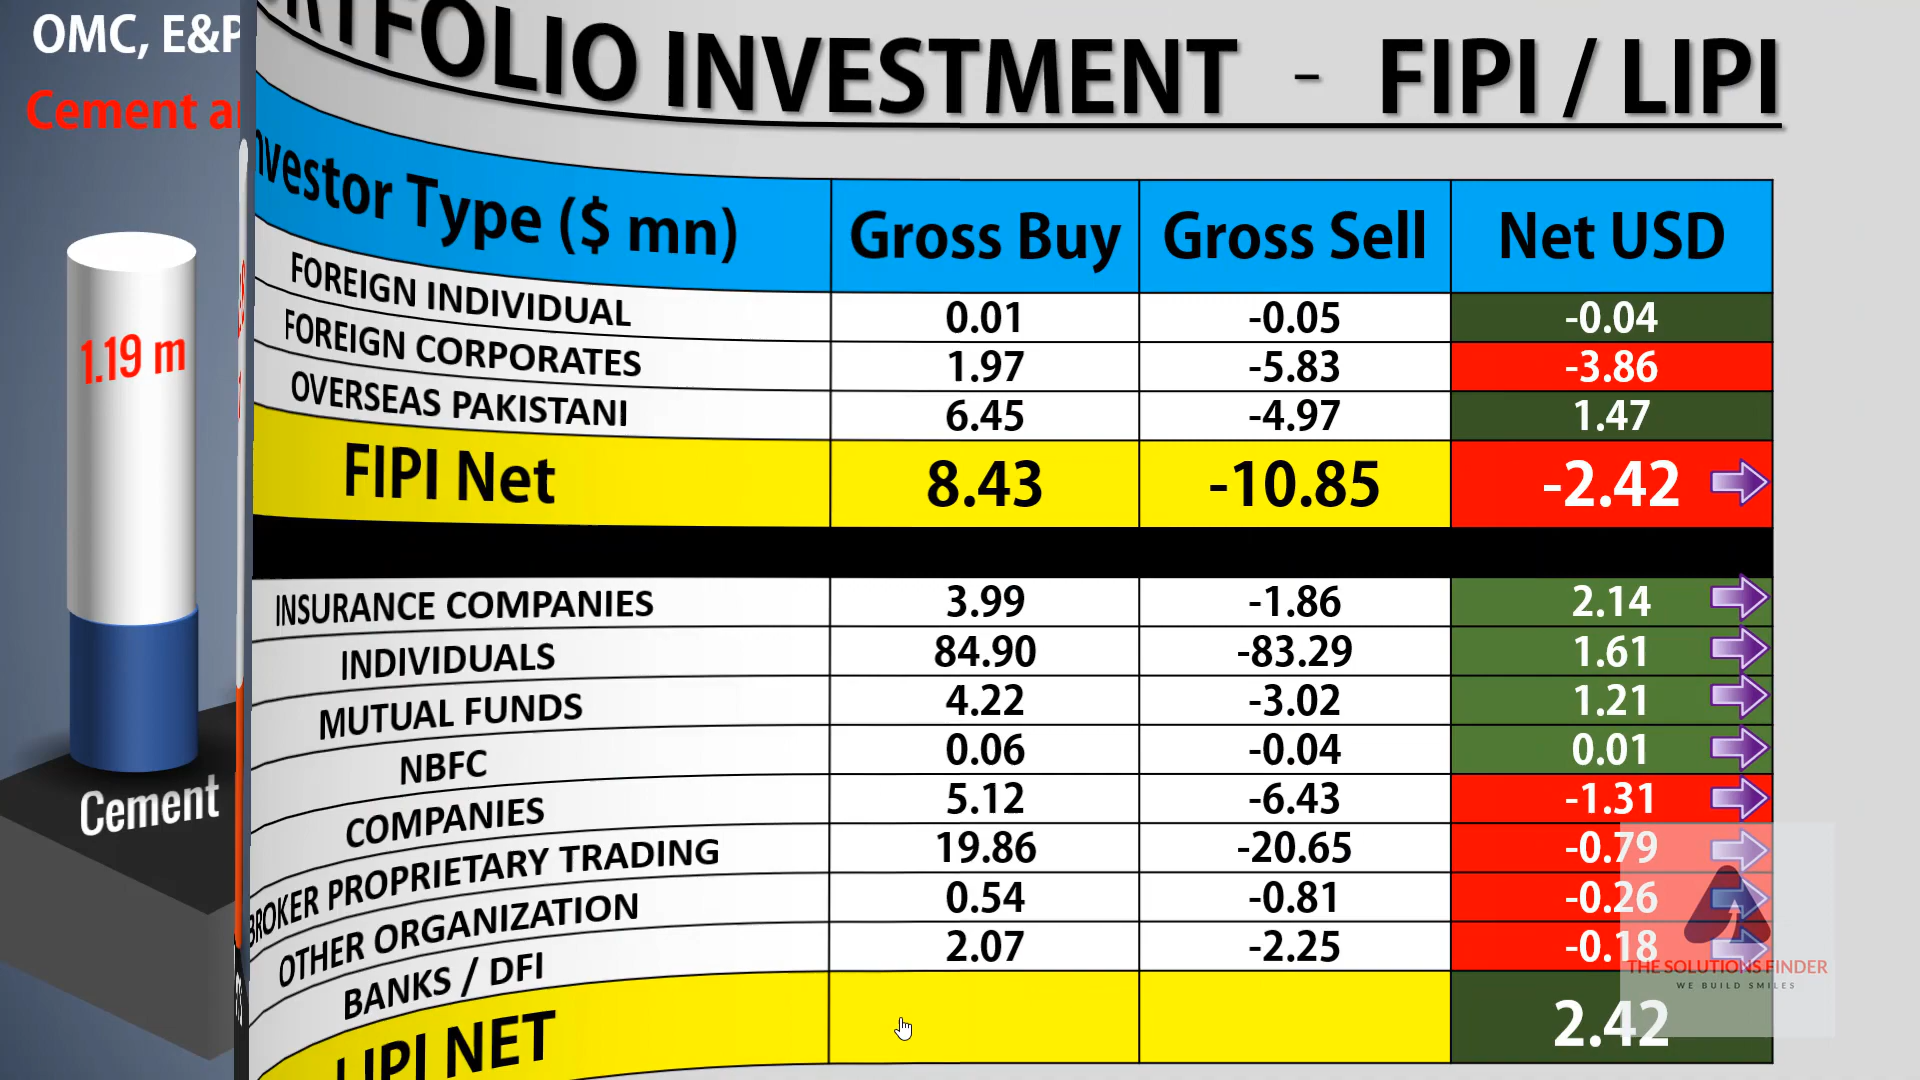 OMC, E&P
Cement
1.19 m
Cement
RTFOLIO INVESTMENT - FIPI / LIPI
nvestor Type ($ mn) Gross Buy Gross Sell Net USD
FOREIGN INDIVIDUAL 0.01 -0.05 -0.04
FOREIGN CORPORATES 1.97 -5.83 -3.86
OVERSEAS PAKISTANI 6.45 -4.97 1.47
FIPI Net 8.43 -10.85 -2.42
INSURANCE COMPANIES 3.99 -1.86 2.14
INDIVIDUALS 84.90 -83.29 1.61
MUTUAL FUNDS 4.22 -3.02 1.21
NBFC 0.06 -0.04 0.01
COMPANIES 5.12 -6.43 -1.31
BROKER PROPRIETARY TRADING 19.86 -20.65 -0.79
OTHER ORGANIZATION 0.54 -0.81 -0.26
BANKS / DFI 2.07 -2.25 -0.18
LIPI NET 2.42
THE SOLUTIONS FINDER
WE BUILD SMILES